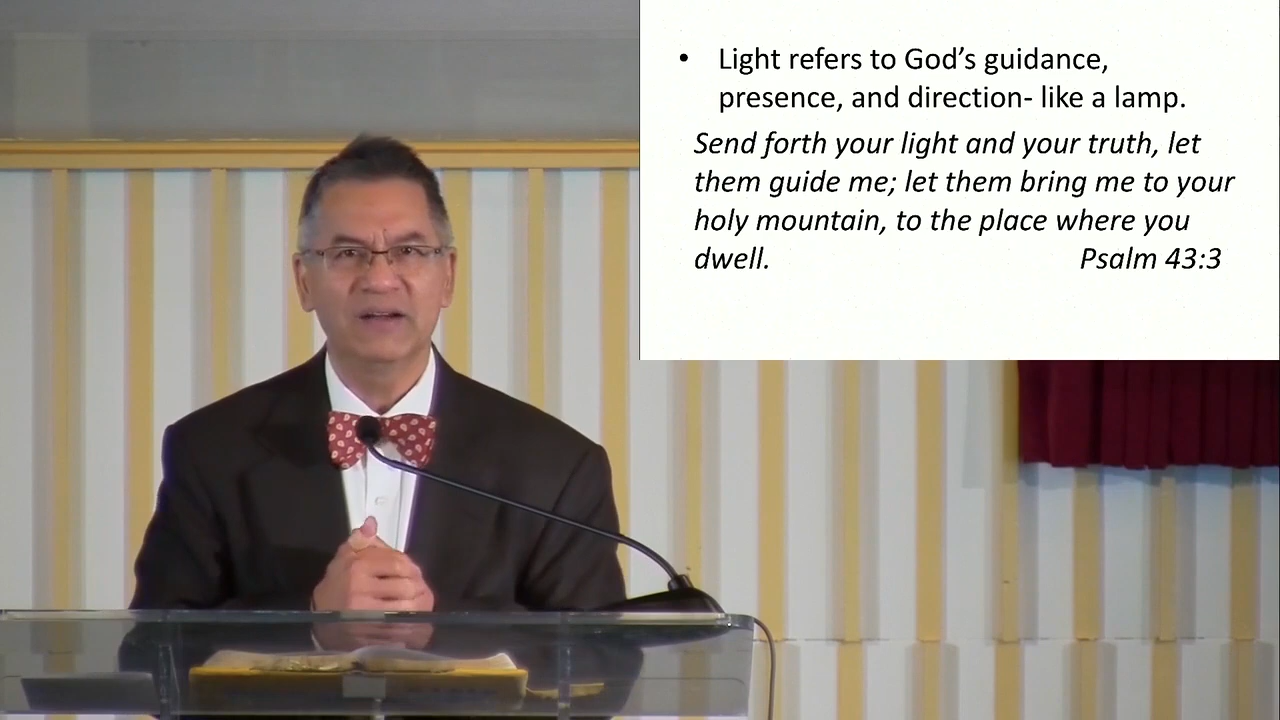 • Light refers to God’s guidance,
presence, and direction- like a lamp.
Send forth your light and your truth, let
them guide me; let them bring me to your
holy mountain, to the place where you
dwell. Psalm 43:3